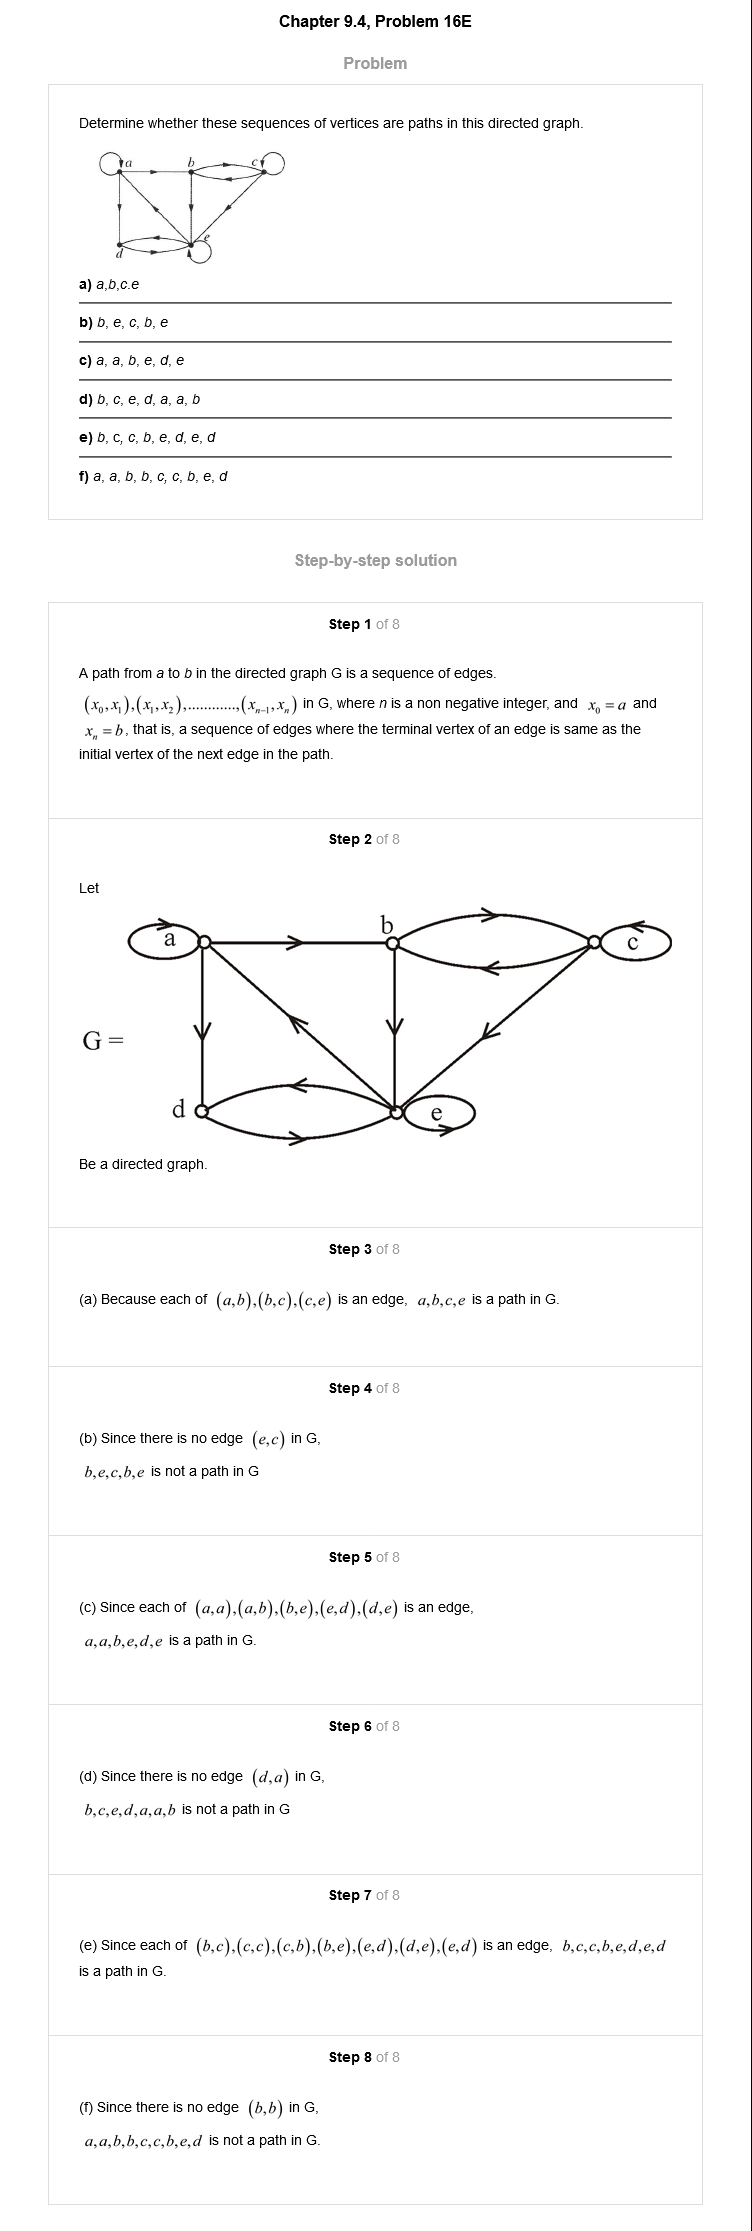 Chapter 9.4, Problem 16E
Problem
Determine whether these sequences of vertices are paths in this directed graph.
a b c
d e
a) a,b,c.e
b) b, e, c, b, e
c) a, a, b, e, d, e
d) b, c, e, d, a, a, b
e) b, c, c, b, e, d, e, d
f) a, a, b, b, c, c, b, e, d
Step-by-step solution
Step 1 of 8
A path from a to b in the directed graph G is a sequence of edges.
(x₀,x₁),(x₁,x₂),............,(xₙ₋₁,xₙ) in G, where n is a non negative integer, and x₀ = a and
xₙ = b, that is, a sequence of edges where the terminal vertex of an edge is same as the
initial vertex of the next edge in the path.
Step 2 of 8
Let
b
a c
G =
d e
Be a directed graph.
Step 3 of 8
(a) Because each of (a,b),(b,c),(c,e) is an edge, a,b,c,e is a path in G.
Step 4 of 8
(b) Since there is no edge (e,c) in G,
b,e,c,b,e is not a path in G
Step 5 of 8
(c) Since each of (a,a),(a,b),(b,e),(e,d),(d,e) is an edge,
a,a,b,e,d,e is a path in G.
Step 6 of 8
(d) Since there is no edge (d,a) in G,
b,c,e,d,a,a,b is not a path in G
Step 7 of 8
(e) Since each of (b,c),(c,c),(c,b),(b,e),(e,d),(d,e),(e,d) is an edge, b,c,c,b,e,d,e,d
is a path in G.
Step 8 of 8
(f) Since there is no edge (b,b) in G,
a,a,b,b,c,c,b,e,d is not a path in G.